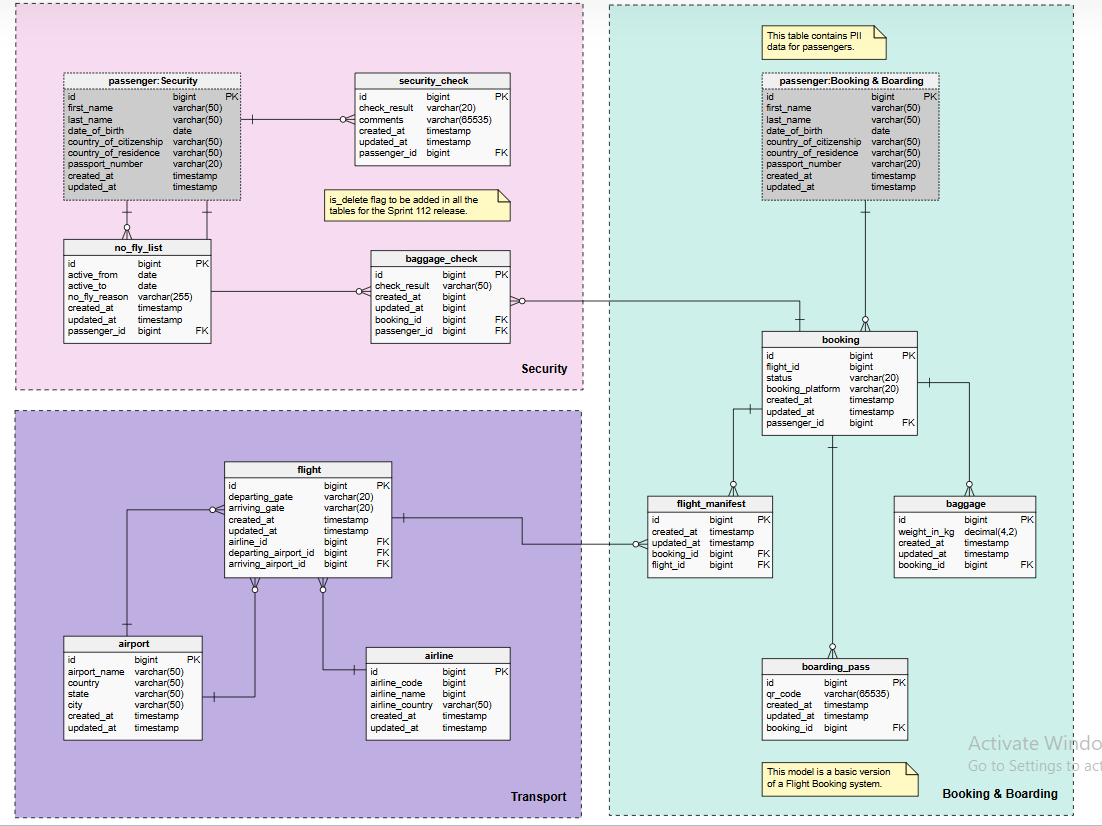 passenger:Security
id bigint PK
first_name varchar(50)
last_name varchar(50)
date_of_birth date
country_of_citizenship varchar(50)
country_of_residence varchar(50)
passport_number varchar(20)
created_at timestamp
updated_at timestamp
security_check
id bigint PK
check_result varchar(20)
comments varchar(65535)
created_at timestamp
updated_at timestamp
passenger_id bigint FK
is_delete flag to be added in all the
tables for the Sprint 112 release.
no_fly_list
id bigint PK
active_from date
active_to date
no_fly_reason varchar(255)
created_at timestamp
updated_at timestamp
passenger_id bigint FK
baggage_check
id bigint PK
check_result varchar(50)
created_at bigint
updated_at bigint
booking_id bigint FK
passenger_id bigint FK
Security
This table contains PII
data for passengers.
passenger:Booking & Boarding
id bigint PK
first_name varchar(50)
last_name varchar(50)
date_of_birth date
country_of_citizenship varchar(50)
country_of_residence varchar(50)
passport_number varchar(20)
created_at timestamp
updated_at timestamp
booking
id bigint PK
flight_id bigint
status varchar(20)
booking_platform varchar(20)
created_at timestamp
updated_at timestamp
passenger_id bigint FK
flight_manifest
id bigint PK
created_at timestamp
updated_at timestamp
booking_id bigint FK
flight_id bigint FK
baggage
id bigint PK
weight_in_kg decimal(4,2)
created_at timestamp
updated_at timestamp
booking_id bigint FK
boarding_pass
id bigint PK
qr_code varchar(65535)
created_at timestamp
updated_at timestamp
booking_id bigint FK
This model is a basic version
of a Flight Booking system.
Booking & Boarding
flight
id bigint PK
departing_gate varchar(20)
arriving_gate varchar(20)
created_at timestamp
updated_at timestamp
airline_id bigint FK
departing_airport_id bigint FK
arriving_airport_id bigint FK
airport
id bigint PK
airport_name varchar(50)
country varchar(50)
state varchar(50)
city varchar(50)
created_at timestamp
updated_at timestamp
airline
id bigint PK
airline_code bigint
airline_name bigint
airline_country varchar(50)
created_at timestamp
updated_at timestamp
Transport
Activate Windo
Go to Settings to act